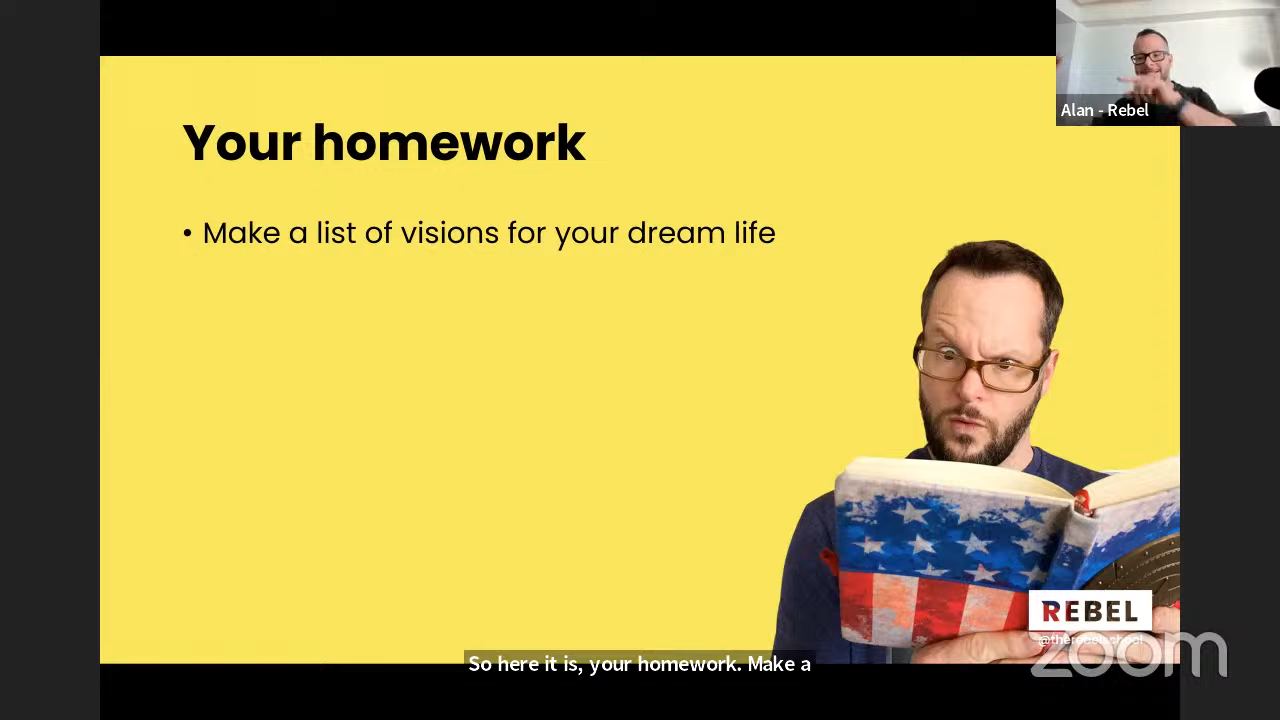 Alan - Rebel
Your homework
• Make a list of visions for your dream life
REBEL
@therebelschool
zoom
So here it is, your homework. Make a